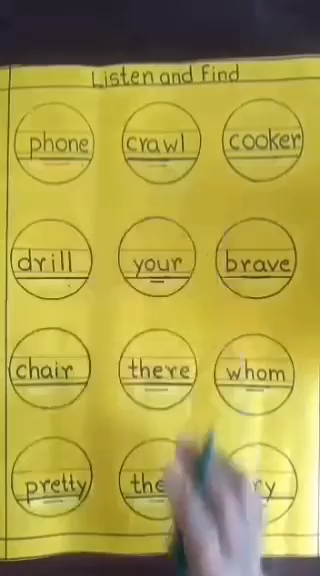 Listen and Find
phone crawl cooker
drill your brave
chair there whom
pretty